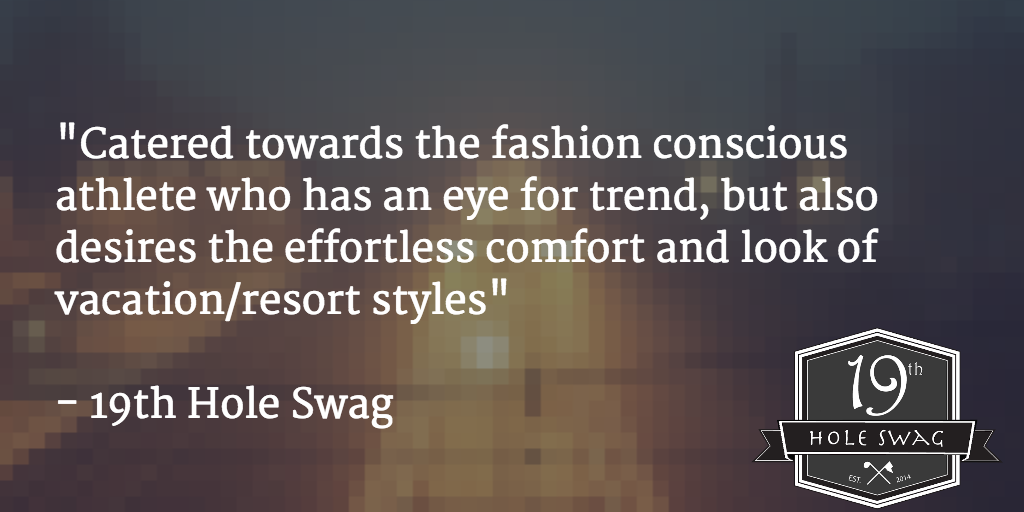 "Catered towards the fashion conscious
athlete who has an eye for trend, but also
desires the effortless comfort and look of
vacation/resort styles"
- 19th Hole Swag
19th
HOLE SWAG
EST. 2014